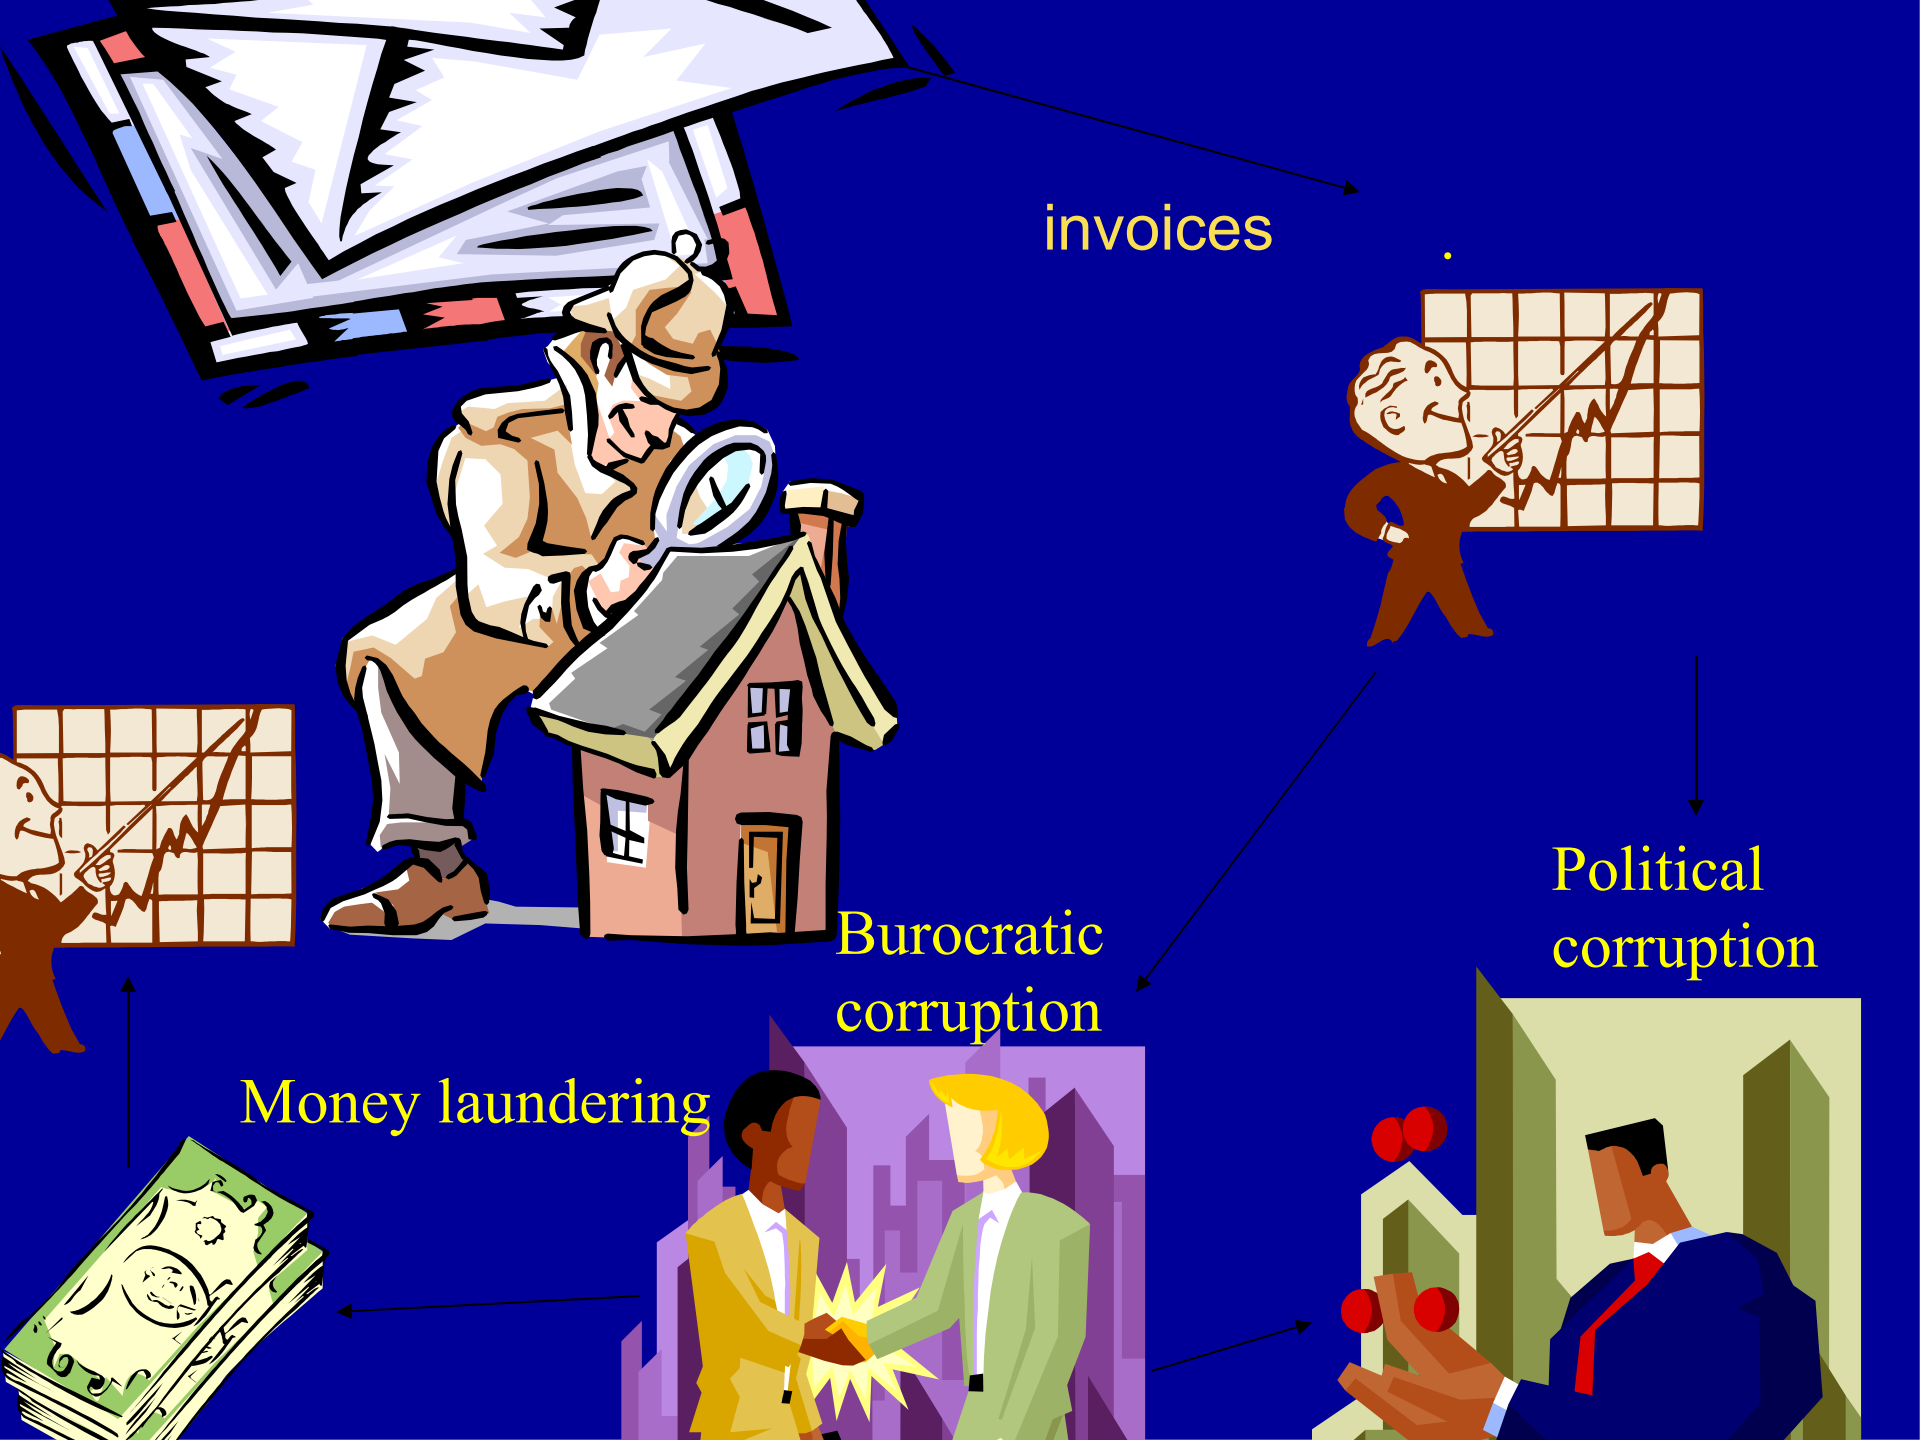 invoices
.
Political
corruption
Burocratic
corruption
Money laundering